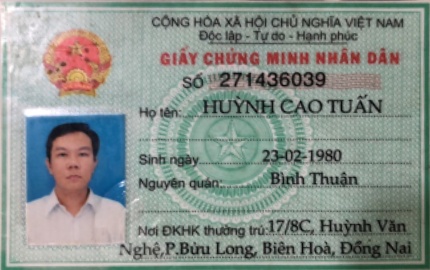 CỘNG HÒA XÃ HỘI CHỦ NGHĨA VIỆT NAM
Độc lập - Tự do - Hạnh phúc
GIẤY CHỨNG MINH NHÂN DÂN
SỐ 271436039
Họ tên: HUỲNH CAO TUẤN
Sinh ngày 23-02-1980
Nguyên quán: Bình Thuận
Nơi ĐKHK thường trú: 17/8C, Huỳnh Văn
Nghệ,P.Bửu Long, Biên Hoà, Đồng Nai